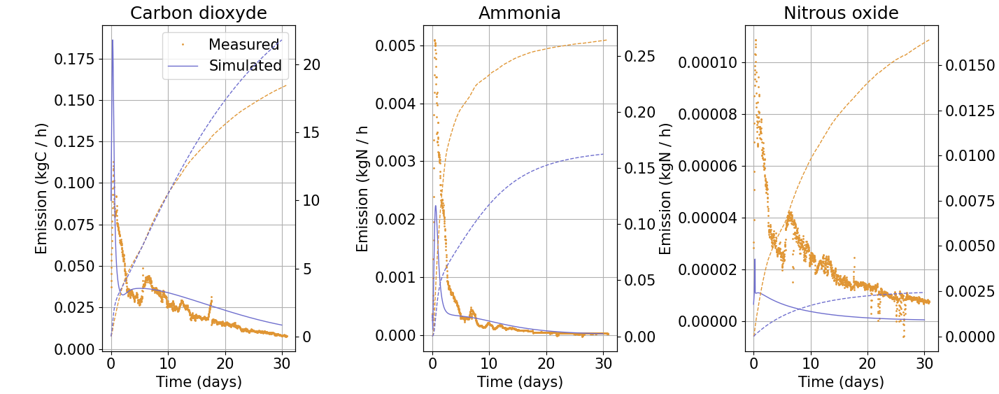 Carbon dioxyde
Emission (kgC / h)
0.175
0.150
0.125
0.100
0.075
0.050
0.025
0.000
Measured
Simulated
20
15
10
5
0
0 10 20 30
Time (days)
Ammonia
Emission (kgN / h
0.005
0.004
0.003
0.002
0.001
0.000
0.25
0.20
0.15
0.10
0.05
0.00
0 10 20 30
Time (days)
Nitrous oxide
Emission (kgN / h)
0.00010
0.00008
0.00006
0.00004
0.00002
0.00000
0.0150
0.0125
0.0100
0.0075
0.0050
0.0025
0.0000
0 10 20 30
Time (days)